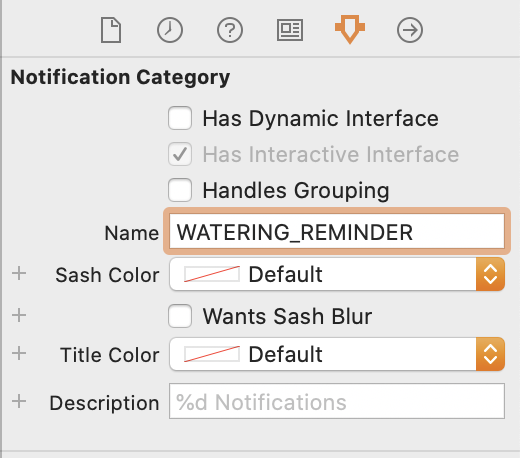 Notification Category
Has Dynamic Interface
Has Interactive Interface
Handles Grouping
Name WATERING_REMINDER
Sash Color Default
Wants Sash Blur
Title Color Default
Description %d Notifications